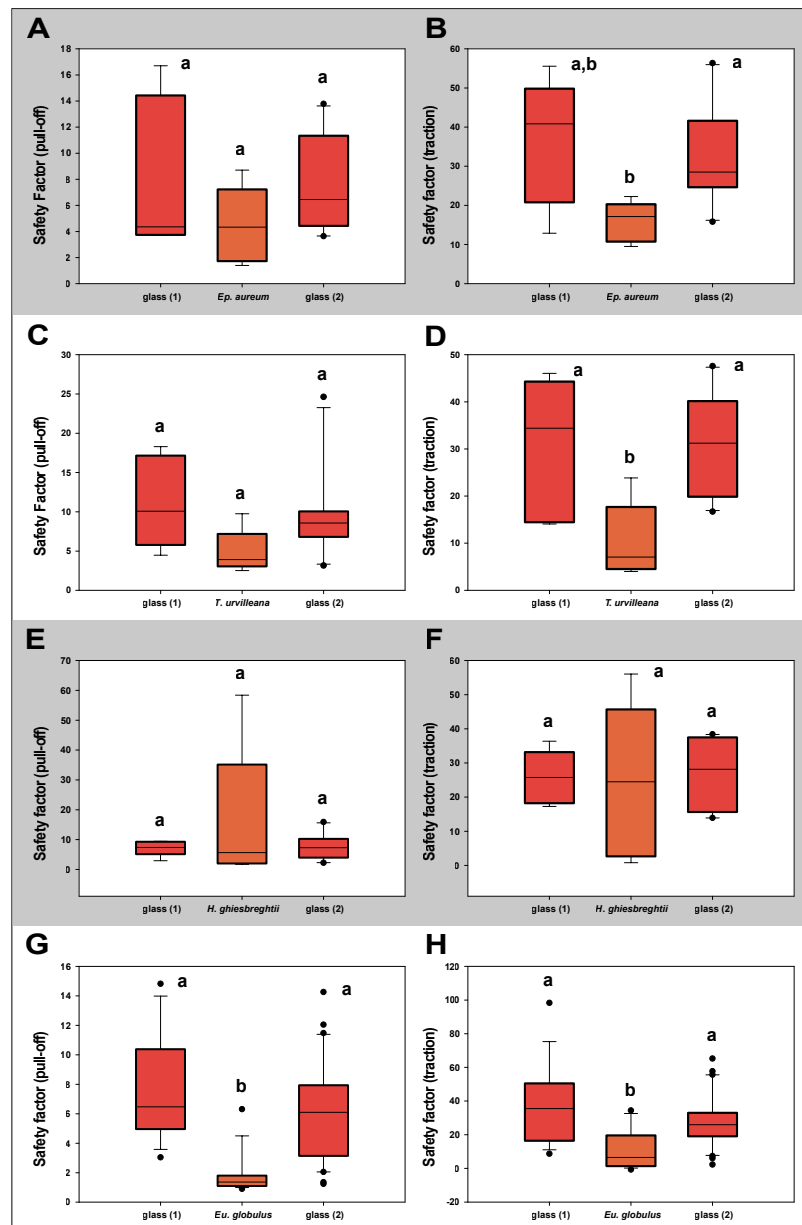 A
B
18
16
14
12
10
8
6
4
2
0
Safety Factor (pull-off)
a
a
a
glass (1)
Ep. aureum
glass (2)
60
50
40
30
20
10
0
Safety factor (traction)
a,b
b
a
glass (1)
Ep. aureum
glass (2)
C
D
30
25
20
15
10
5
0
Safety Factor (pull-off)
a
a
a
glass (1)
T. urvilleana
glass (2)
50
40
30
20
10
0
Safety factor (traction)
a
b
a
glass (1)
T. urvilleana
glass (2)
E
F
70
60
50
40
30
20
10
0
Safety factor (pull-off)
a
a
a
glass (1)
H. ghiesbreghtii
glass (2)
60
50
40
30
20
10
0
Safety factor (traction)
a
a
a
glass (1)
H. ghiesbreghtii
glass (2)
G
H
16
14
12
10
8
6
4
2
0
Safety factor (pull-off)
a
b
a
glass (1)
Eu. globulus
glass (2)
120
100
80
60
40
20
0
-20
Safety factor (traction)
a
b
a
glass (1)
Eu. globulus
glass (2)